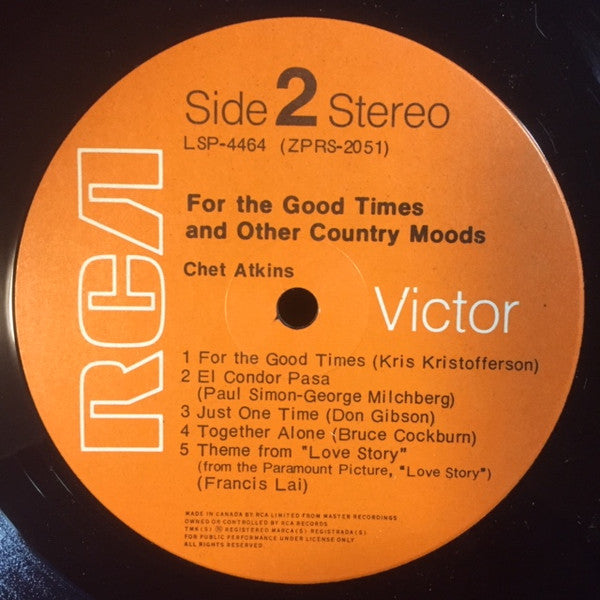 Side 2 Stereo
LSP-4464 (ZPRS-2051)
For the Good Times
and Other Country Moods
Chet Atkins
RCA
Victor
1 For the Good Times (Kris Kristofferson)
2 El Condor Pasa
(Paul Simon-George Milchberg)
3 Just One Time (Don Gibson)
4 Together Alone (Bruce Cockburn)
5 Theme from "Love Story"
(from the Paramount Picture, "Love Story")
(Francis Lai)
MADE IN CANADA BY RCA LIMITED FROM MASTER RECORDINGS
OWNED OR CONTROLLED BY RCA RECORDS
TMK(S) ® REGISTERED MARCA(S) REGISTRADA(S)
FOR PUBLIC PERFORMANCE UNDER LICENSE ONLY
ALL RIGHTS RESERVED.